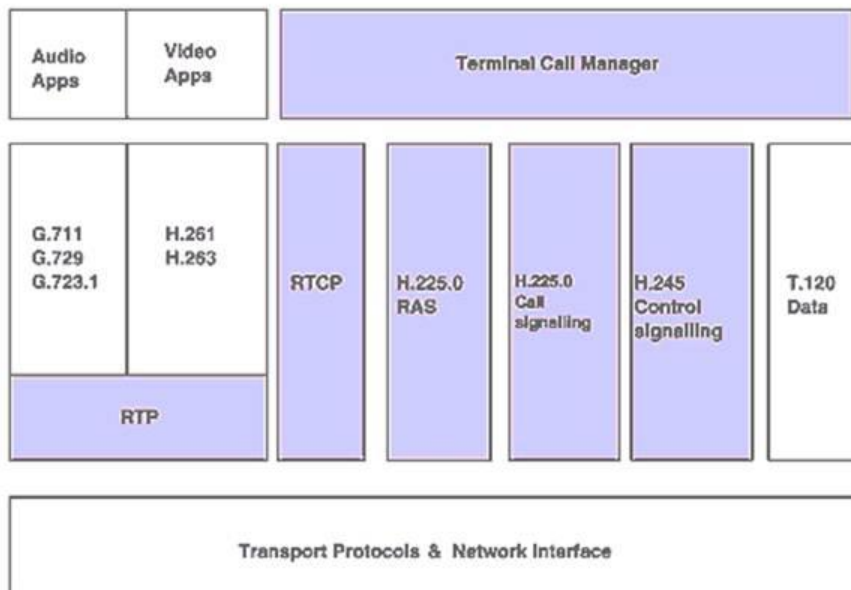 Audio
Apps
Video
Apps
Terminal Call Manager
G.711
G.729
G.723.1
H.261
H.263
RTCP
H.225.0
RAS
H.225.0
Call
signalling
H.245
Control
signalling
T.120
Data
RTP
Transport Protocols & Network Interface